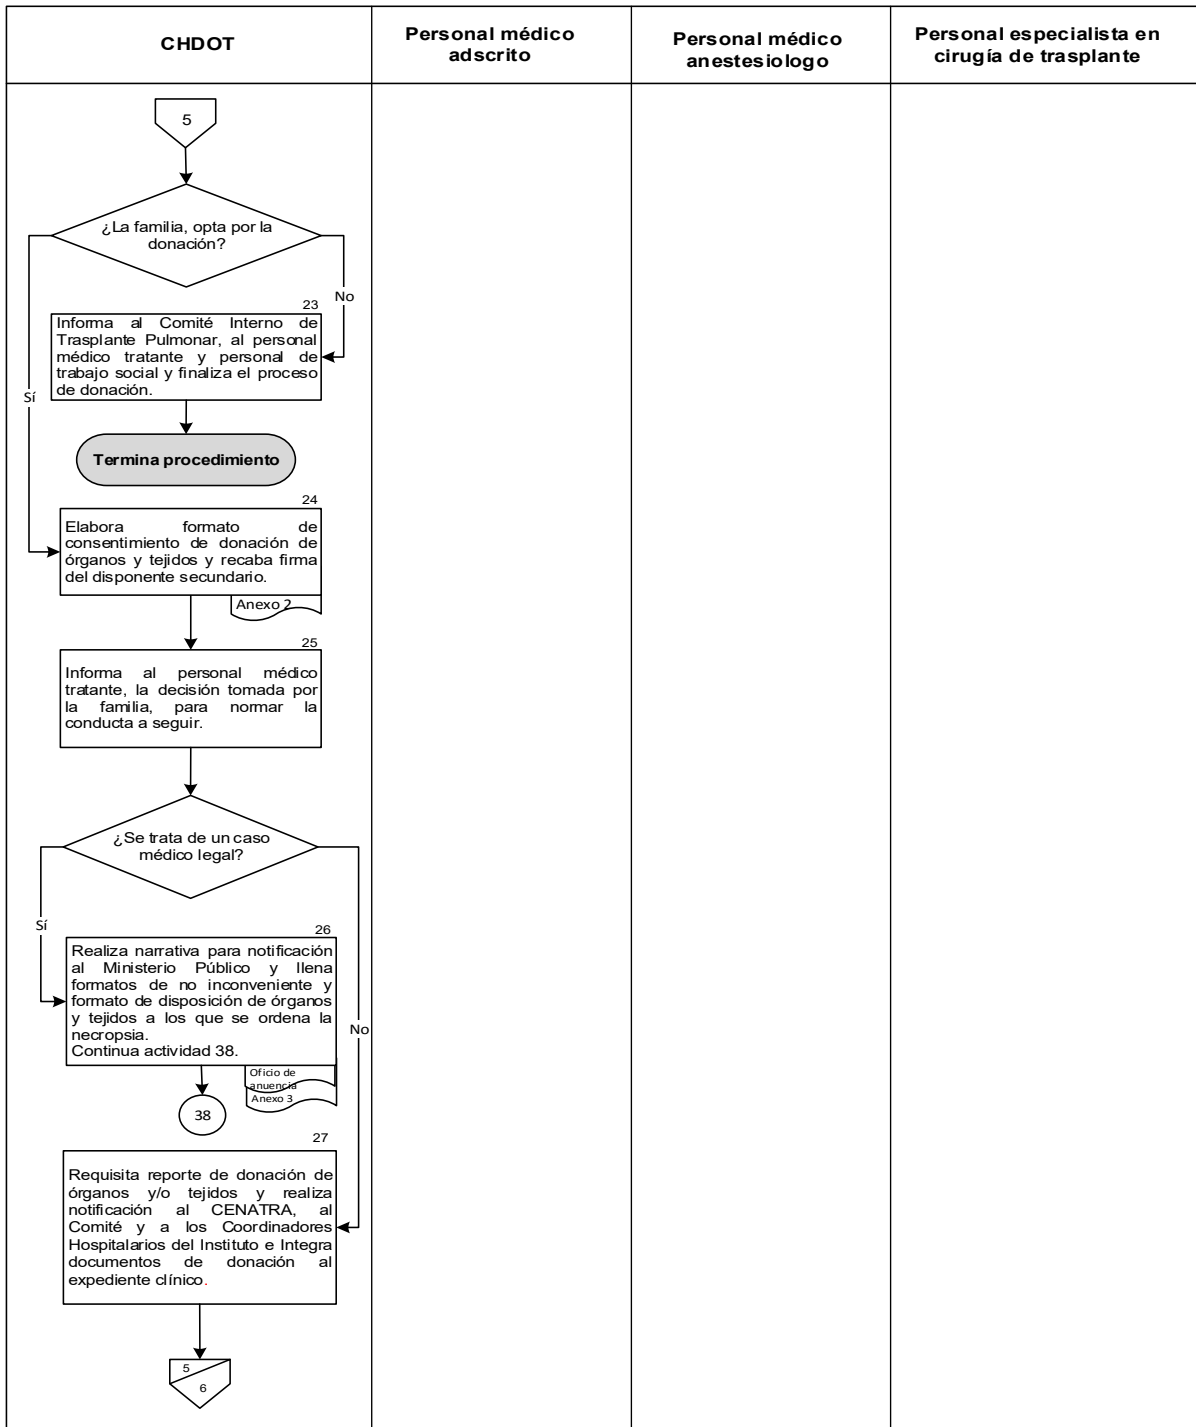 CHDOT
Personal médico
adscrito
Personal médico
anestesiologo
Personal especialista en
cirugía de trasplante
5
¿La familia, opta por la
donación?
No
Sí
23
Informa al Comité Interno de
Trasplante Pulmonar, al personal
médico tratante y personal de
trabajo social y finaliza el proceso
de donación.
Termina procedimiento
24
Elabora formato de
consentimiento de donación de
órganos y tejidos y recaba firma
del disponente secundario.
Anexo 2
25
Informa al personal médico
tratante, la decisión tomada por
la familia, para normar la
conducta a seguir.
¿Se trata de un caso
médico legal?
Sí
No
26
Realiza narrativa para notificación
al Ministerio Público y llena
formatos de no inconveniente y
formato de disposición de órganos
y tejidos a los que se ordena la
necropsia.
Continua actividad 38.
Oficio de
anuencia
Anexo 3
38
27
Requisita reporte de donación de
órganos y/o tejidos y realiza
notificación al CENATRA, al
Comité y a los Coordinadores
Hospitalarios del Instituto e Integra
documentos de donación al
expediente clínico.
5
6